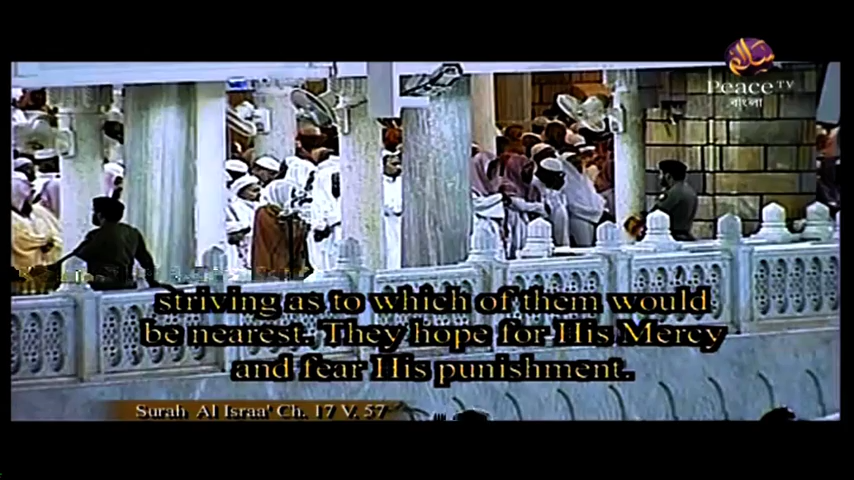 سلام
Peace TV
বাংলা
striving as to which of them would
be nearest. They hope for His Mercy
and fear His punishment.
Surah Al Israa' Ch. 17 V. 57